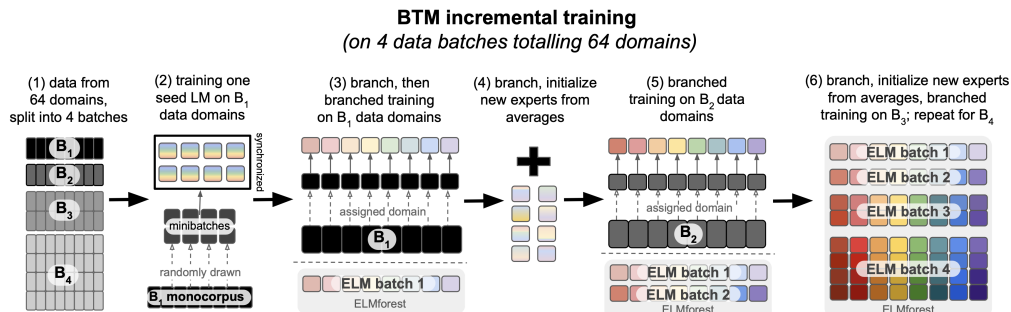 BTM incremental training
(on 4 data batches totalling 64 domains)
(1) data from
64 domains,
split into 4 batches
B1
B2
B3
B4
(2) training one
seed LM on B1
data domains
synchronized
minibatches
randomly drawn
B1 monocorpus
(3) branch, then
branched training
on B1 data domains
assigned domain
B1
ELM batch 1
ELMforest
(4) branch, initialize
new experts from
averages
(5) branched
training on B2 data
domains
assigned domain
B2
ELM batch 1
ELM batch 2
ELMforest
(6) branch, initialize new experts
from averages, branched
training on B3; repeat for B4
ELM batch 1
ELM batch 2
ELM batch 3
ELM batch 4
ELMforest